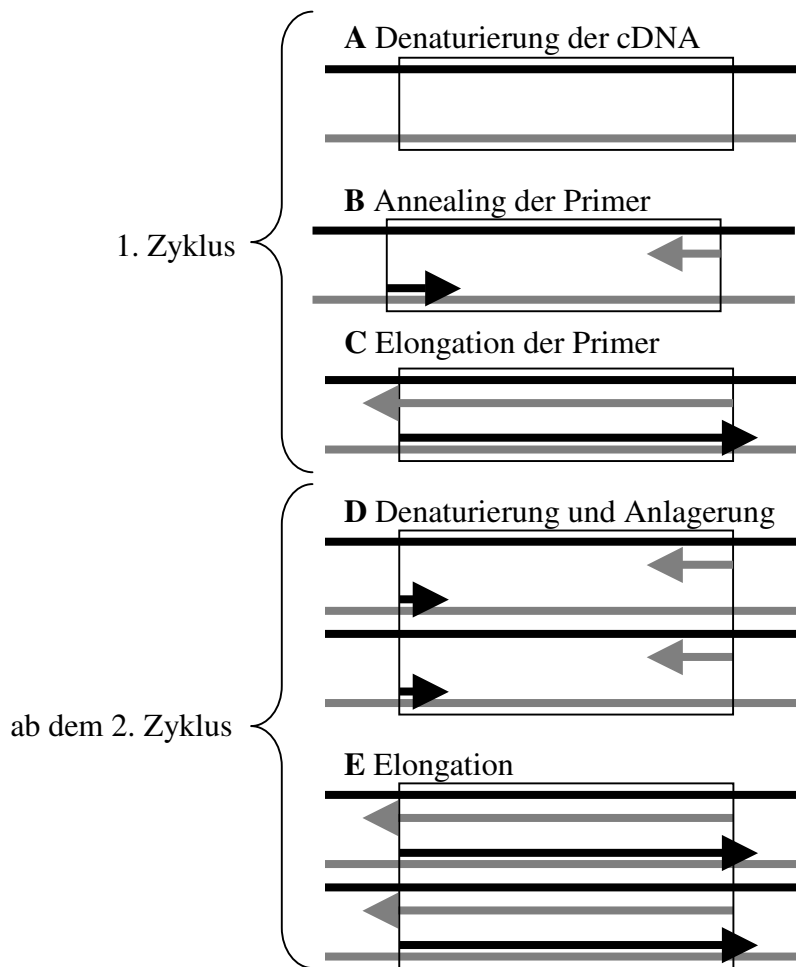 A Denaturierung der cDNA
1. Zyklus
B Annealing der Primer
C Elongation der Primer
D Denaturierung und Anlagerung
ab dem 2. Zyklus
E Elongation